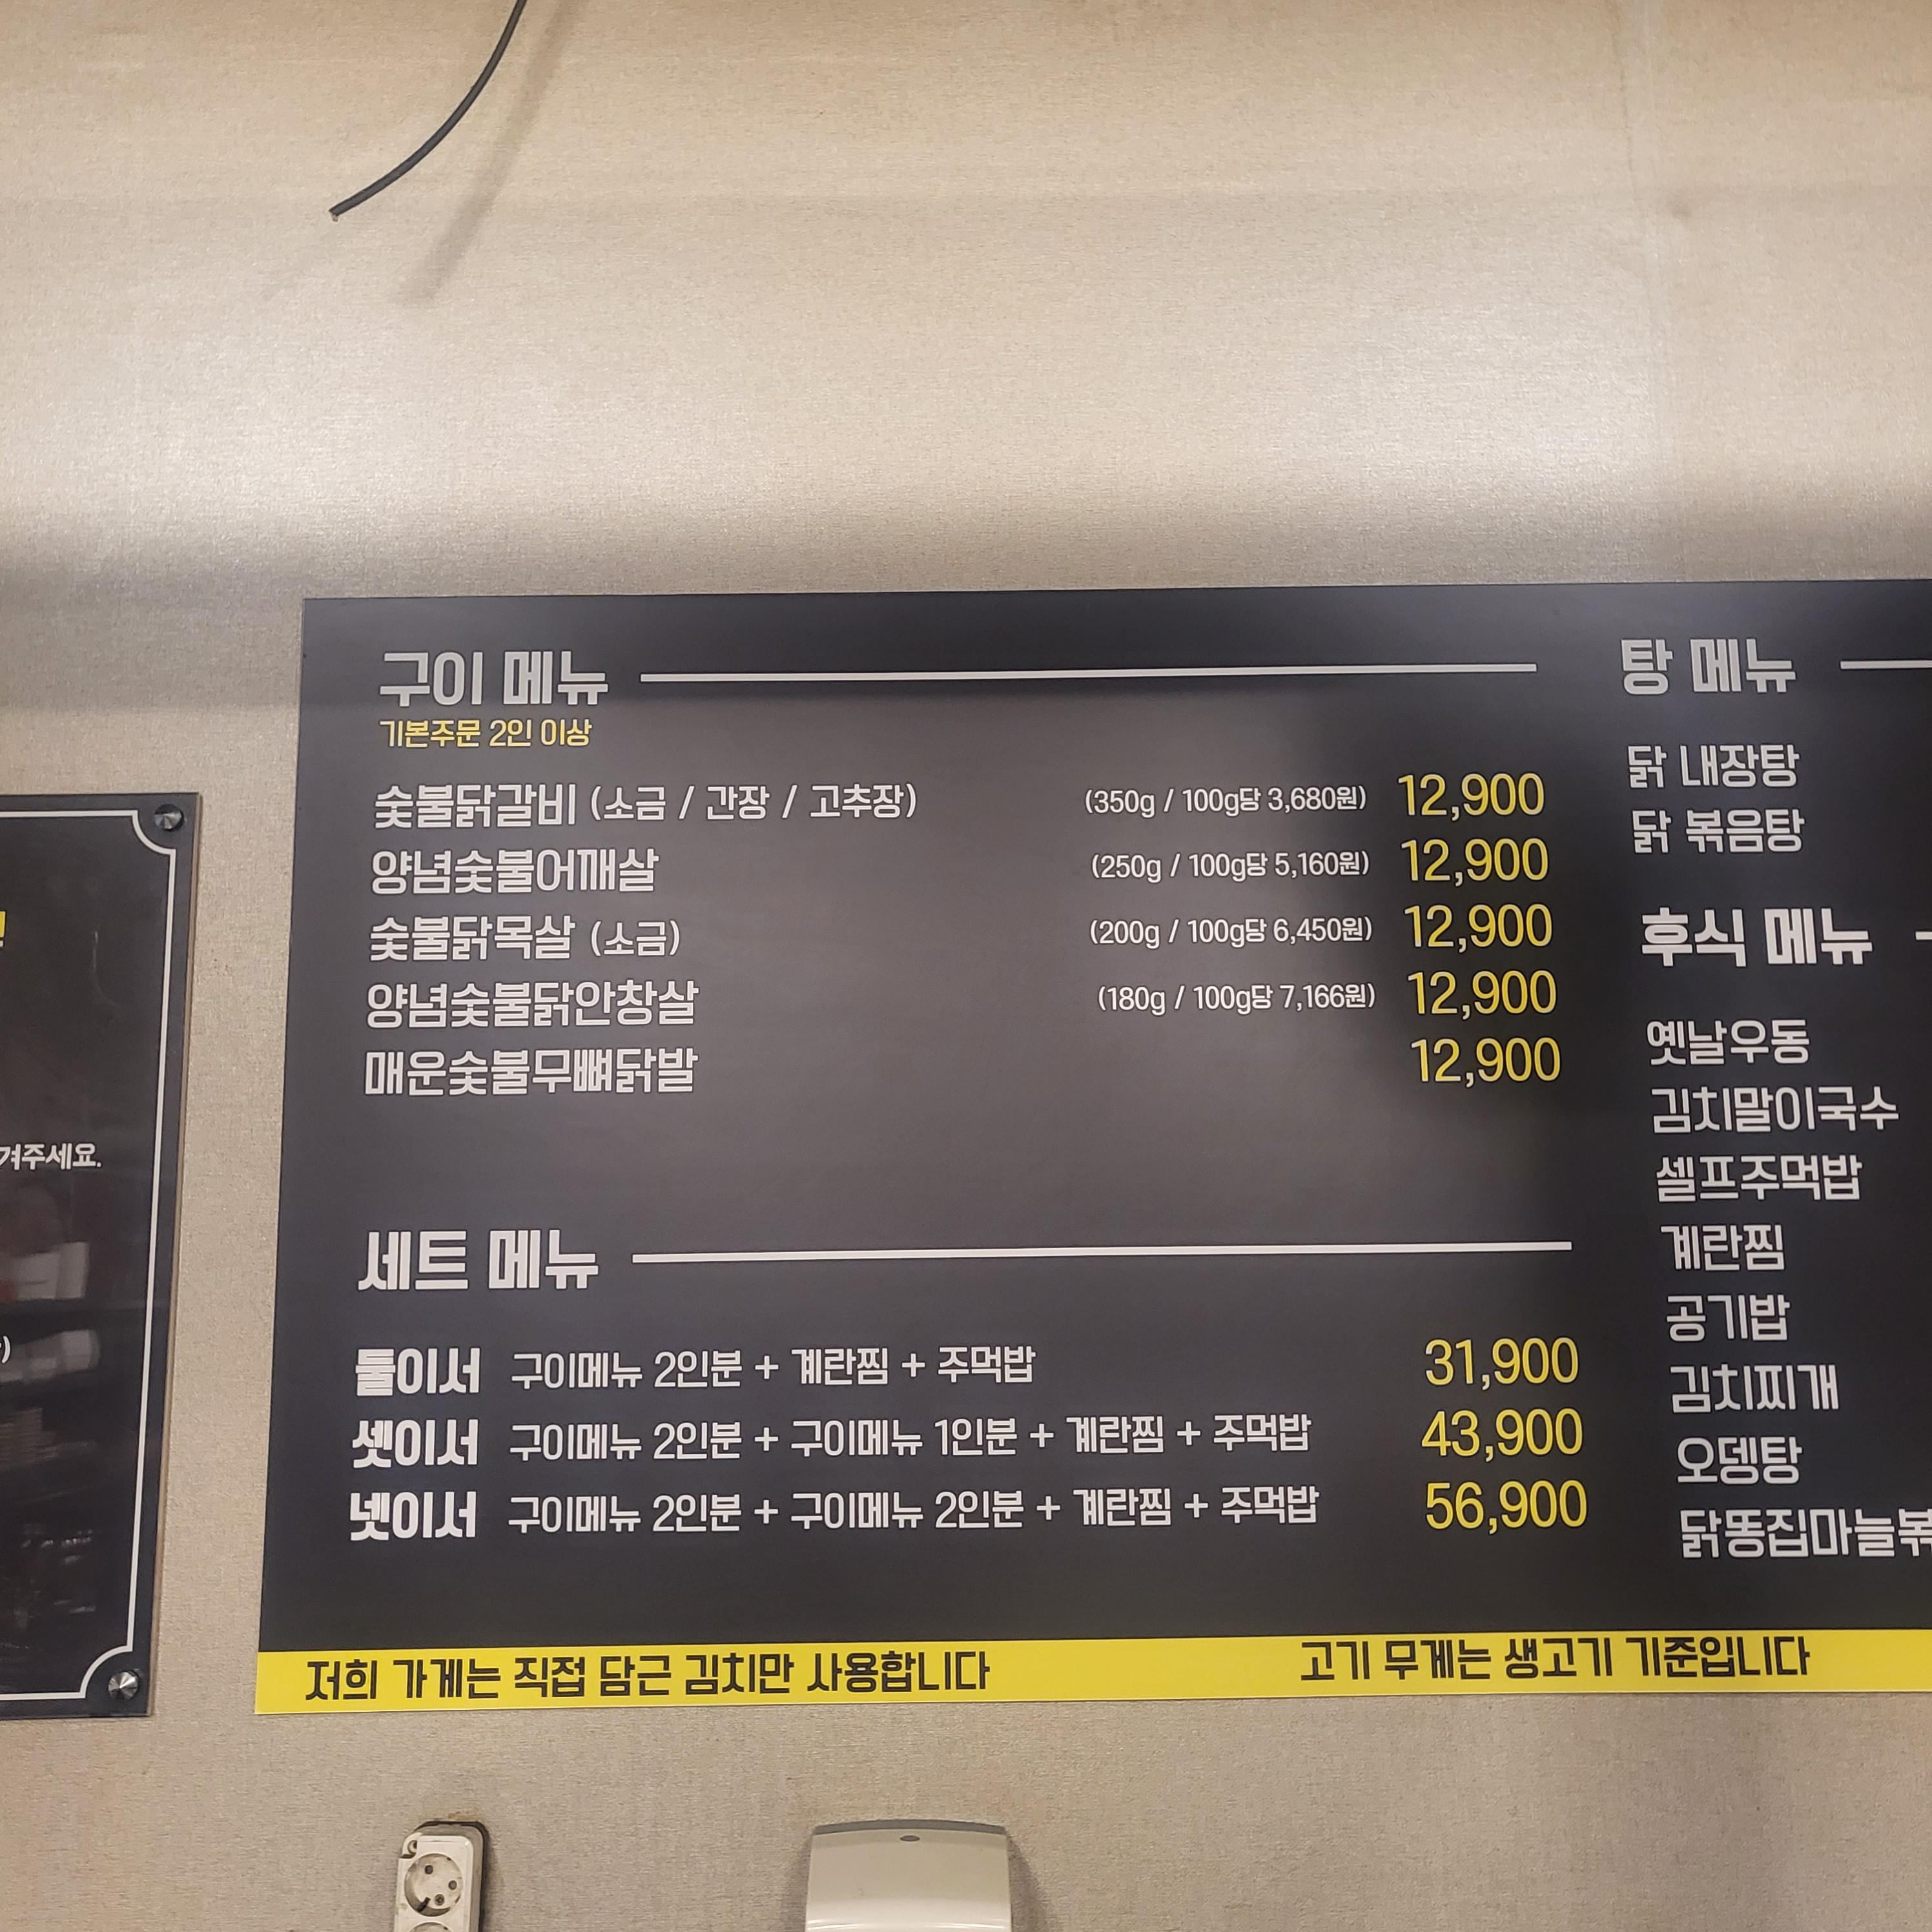 겨주세요.
구이 메뉴
기본주문 2인 이상
숯불닭갈비 (소금 / 간장 / 고추장) (350g / 100g당 3,680원) 12,900
양념숯불어깨살 (250g / 100g당 5,160원) 12,900
숯불닭목살 (소금) (200g / 100g당 6,450원) 12,900
양념숯불닭안창살 (180g / 100g당 7,166원) 12,900
매운숯불무뼈닭발 12,900
세트 메뉴
둘이서 구이메뉴 2인분 + 계란찜 + 주먹밥 31,900
셋이서 구이메뉴 2인분 + 구이메뉴 1인분 + 계란찜 + 주먹밥 43,900
넷이서 구이메뉴 2인분 + 구이메뉴 2인분 + 계란찜 + 주먹밥 56,900
탕 메뉴
닭 내장탕
닭 볶음탕
후식 메뉴
옛날우동
김치말이국수
셀프주먹밥
계란찜
공기밥
김치찌개
오뎅탕
닭똥집마늘볶
저희 가게는 직접 담근 김치만 사용합니다
고기 무게는 생고기 기준입니다